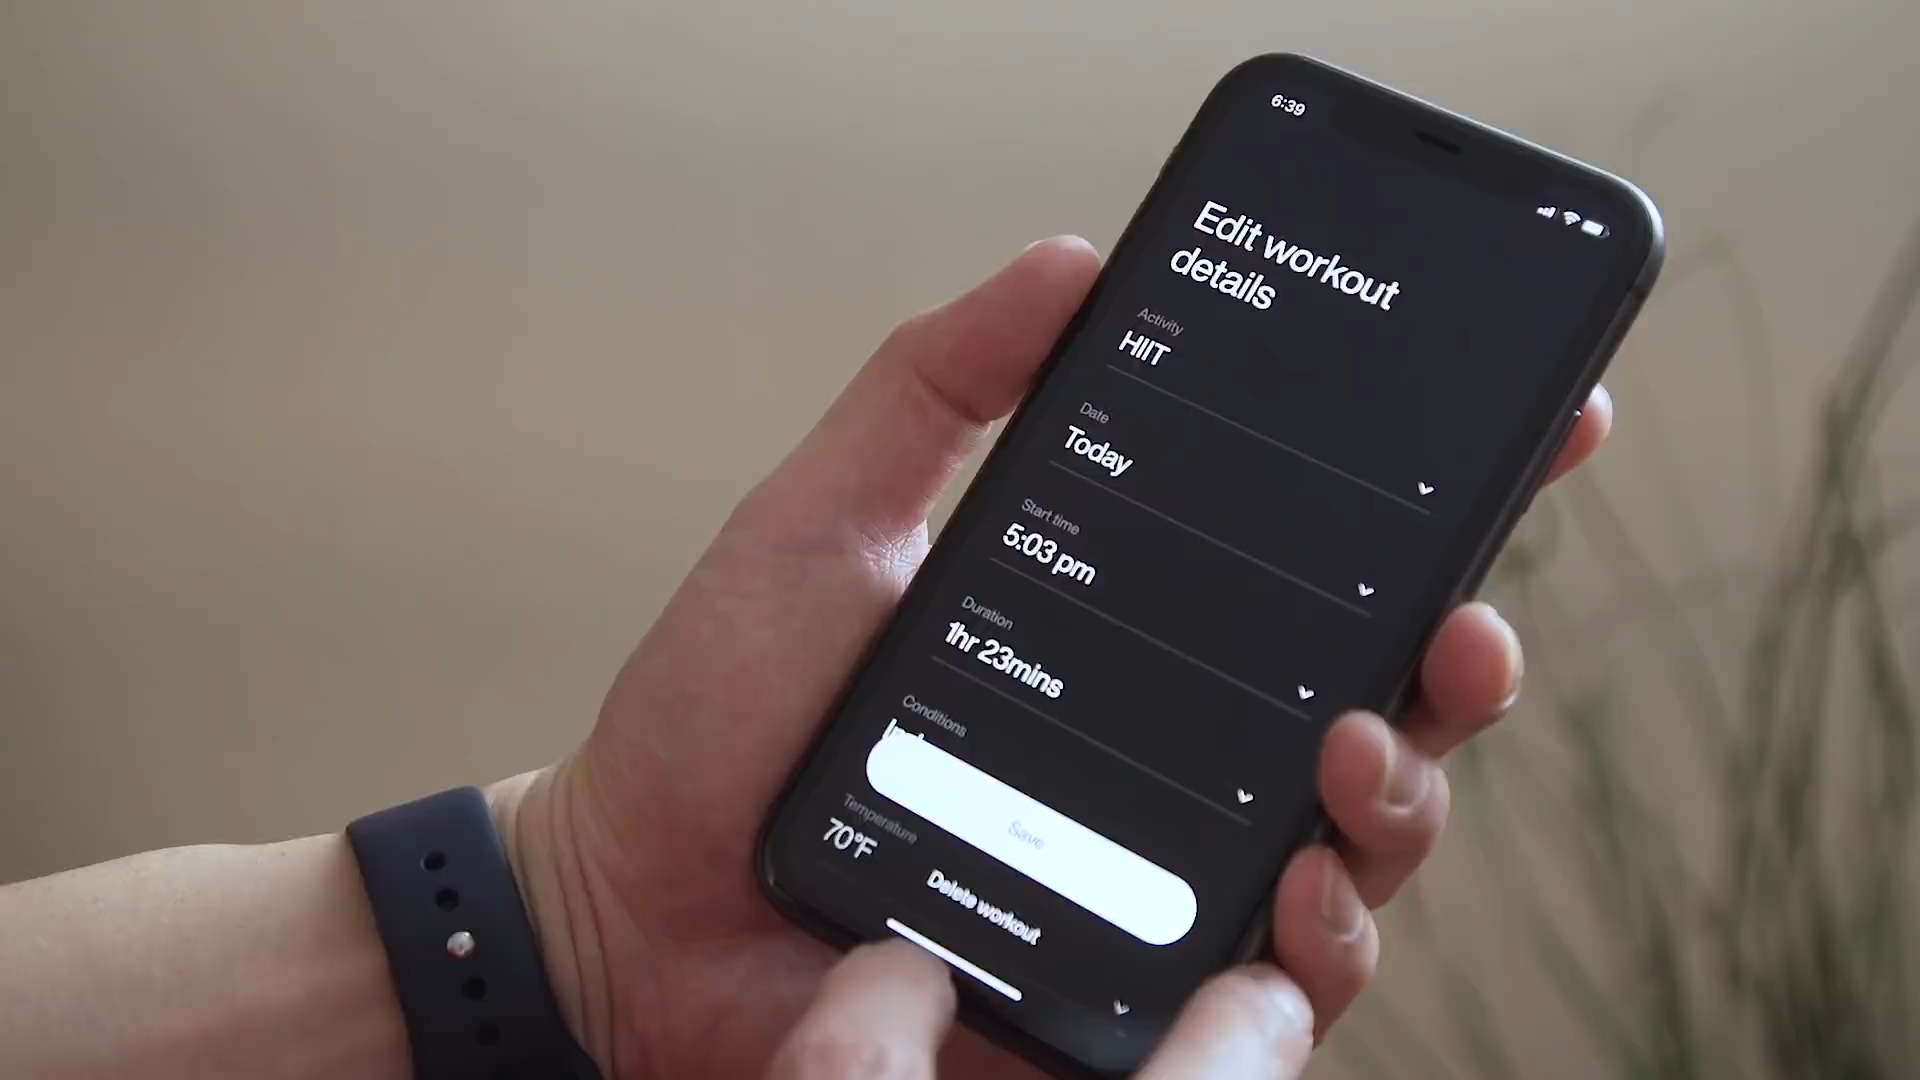 6:39
Edit workout
details
Activity
HIIT
Date
Today
Start time
5:03 pm
Duration
1hr 23mins
Conditions
Save
Temperature
70°F
Delete workout